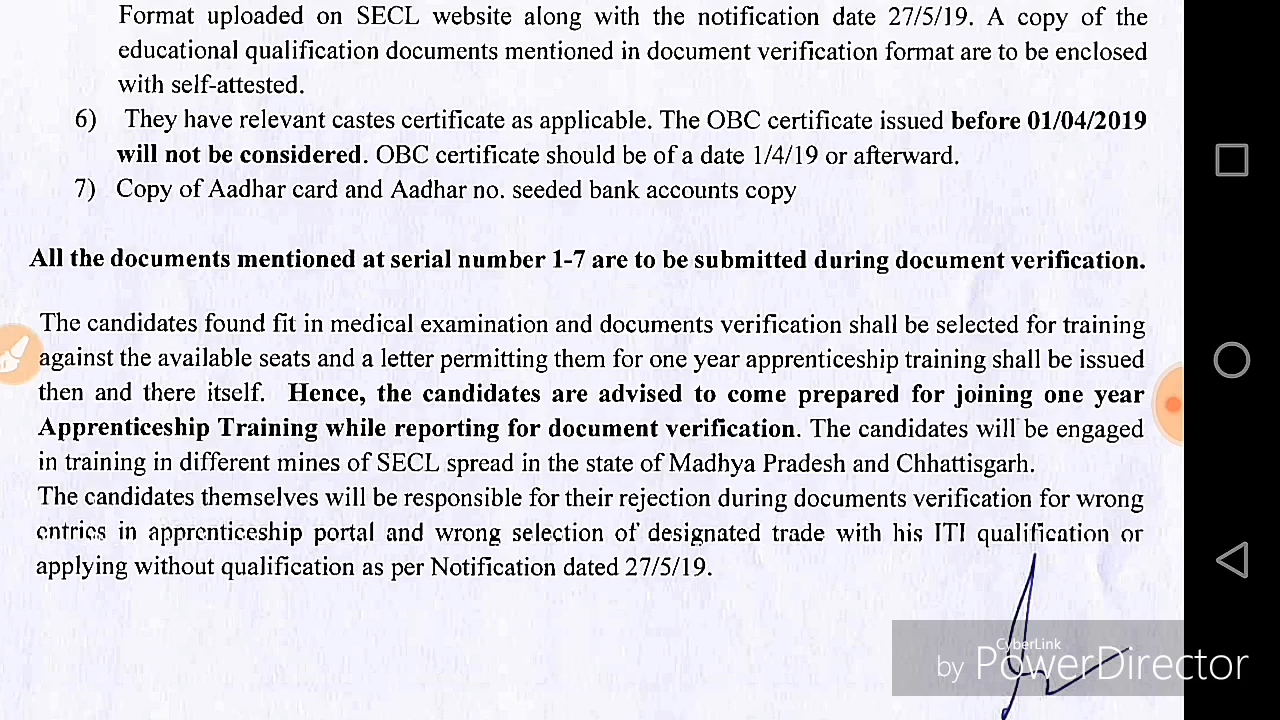 Format uploaded on SECL website along with the notification date 27/5/19. A copy of the
educational qualification documents mentioned in document verification format are to be enclosed
with self-attested.
6) They have relevant castes certificate as applicable. The OBC certificate issued before 01/04/2019
will not be considered. OBC certificate should be of a date 1/4/19 or afterward.
7) Copy of Aadhar card and Aadhar no. seeded bank accounts copy
All the documents mentioned at serial number 1-7 are to be submitted during document verification.
The candidates found fit in medical examination and documents verification shall be selected for training
against the available seats and a letter permitting them for one year apprenticeship training shall be issued
then and there itself. Hence, the candidates are advised to come prepared for joining one year
Apprenticeship Training while reporting for document verification. The candidates will be engaged
in training in different mines of SECL spread in the state of Madhya Pradesh and Chhattisgarh.
The candidates themselves will be responsible for their rejection during documents verification for wrong
entries in apprenticeship portal and wrong selection of designated trade with his ITI qualification or
applying without qualification as per Notification dated 27/5/19.
CyberLink
by PowerDirector